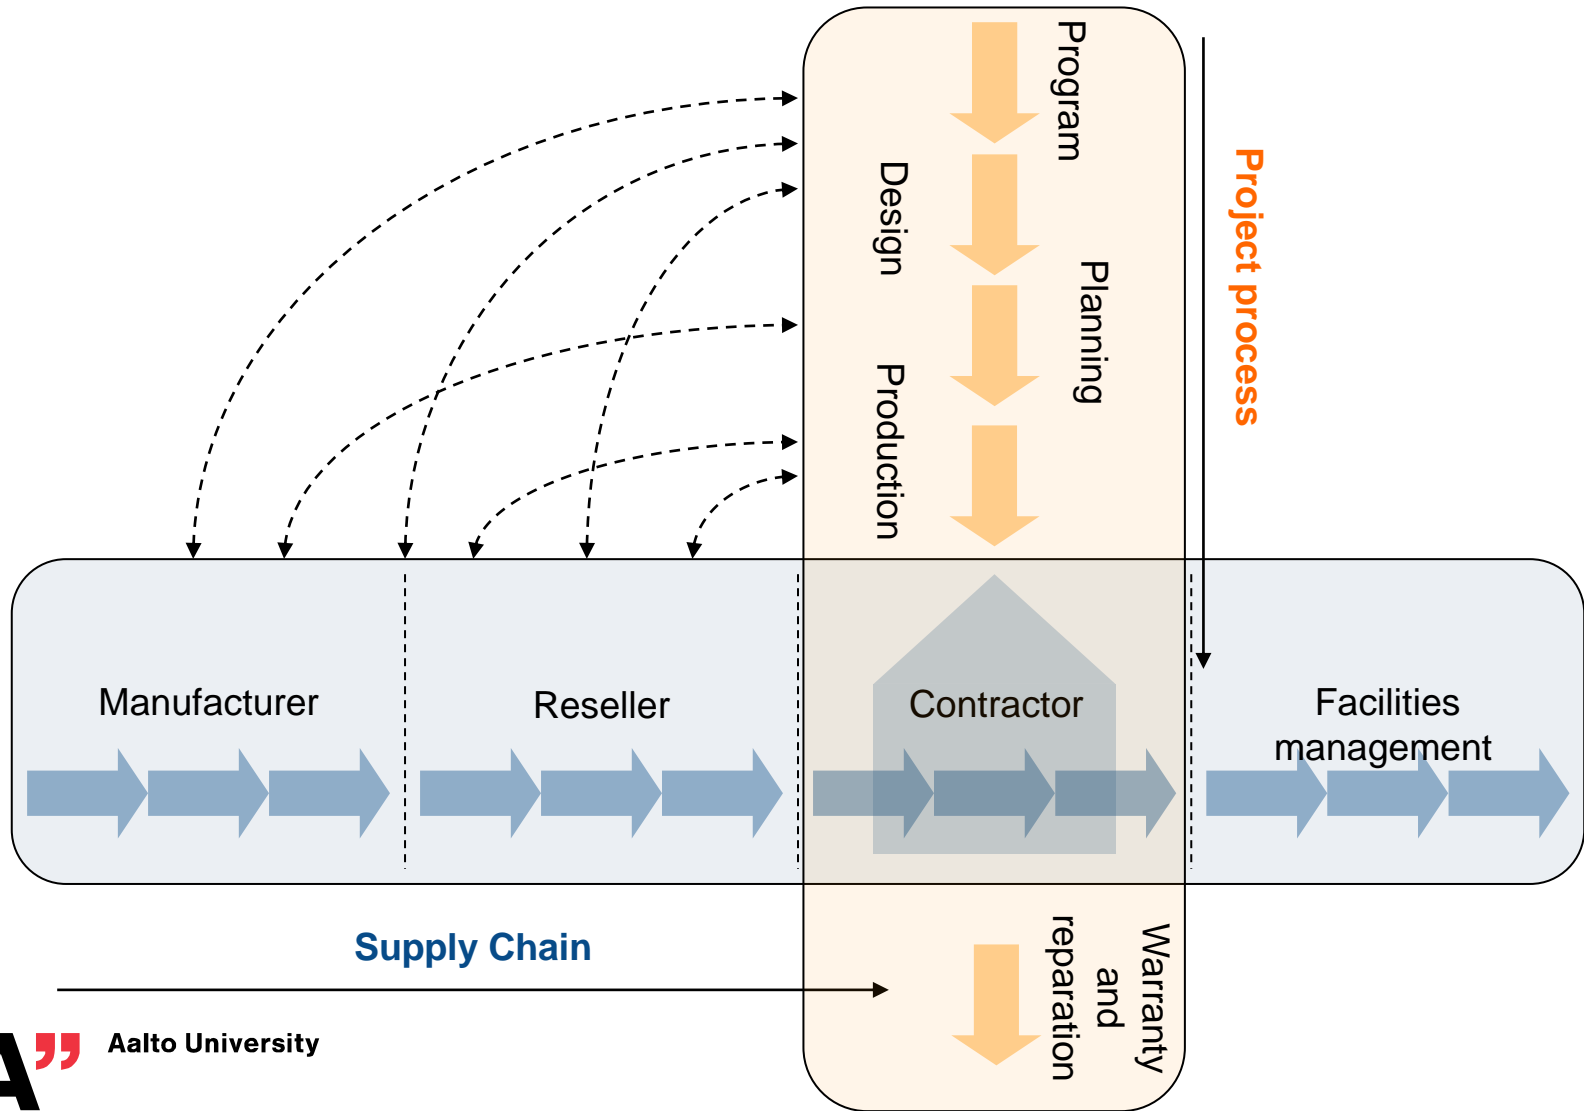 Program
Design
Planning
Production
Project process
Manufacturer
Reseller
Contractor
Facilities
management
Supply Chain
Warranty
and
reparation
A”
Aalto University